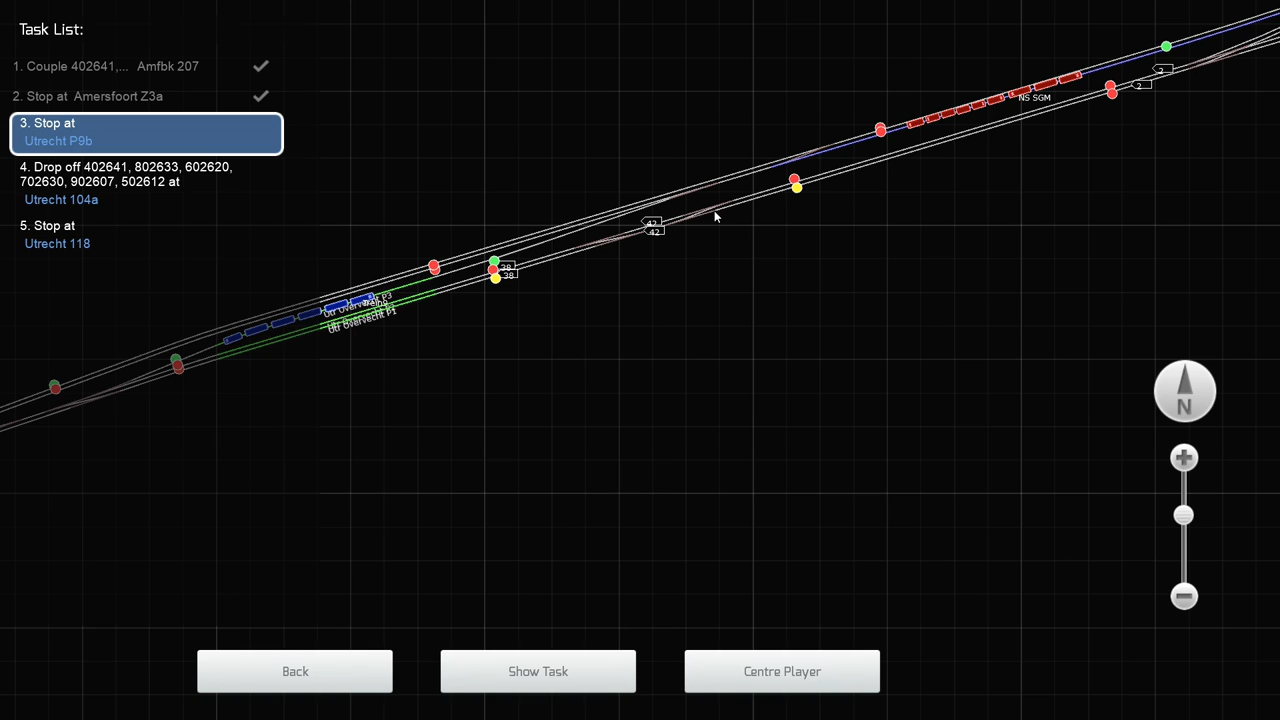 Task List:
1. Couple 402641,... Amfbk 207
2. Stop at Amersfoort Z3a
3. Stop at
Utrecht P9b
4. Drop off 402641, 802633, 602620,
702630, 902607, 502612 at
Utrecht 104a
5. Stop at
Utrecht 118
2
2
NS SGM
42
42
38
38
Utr Overvecht P1
N
Back
Show Task
Centre Player